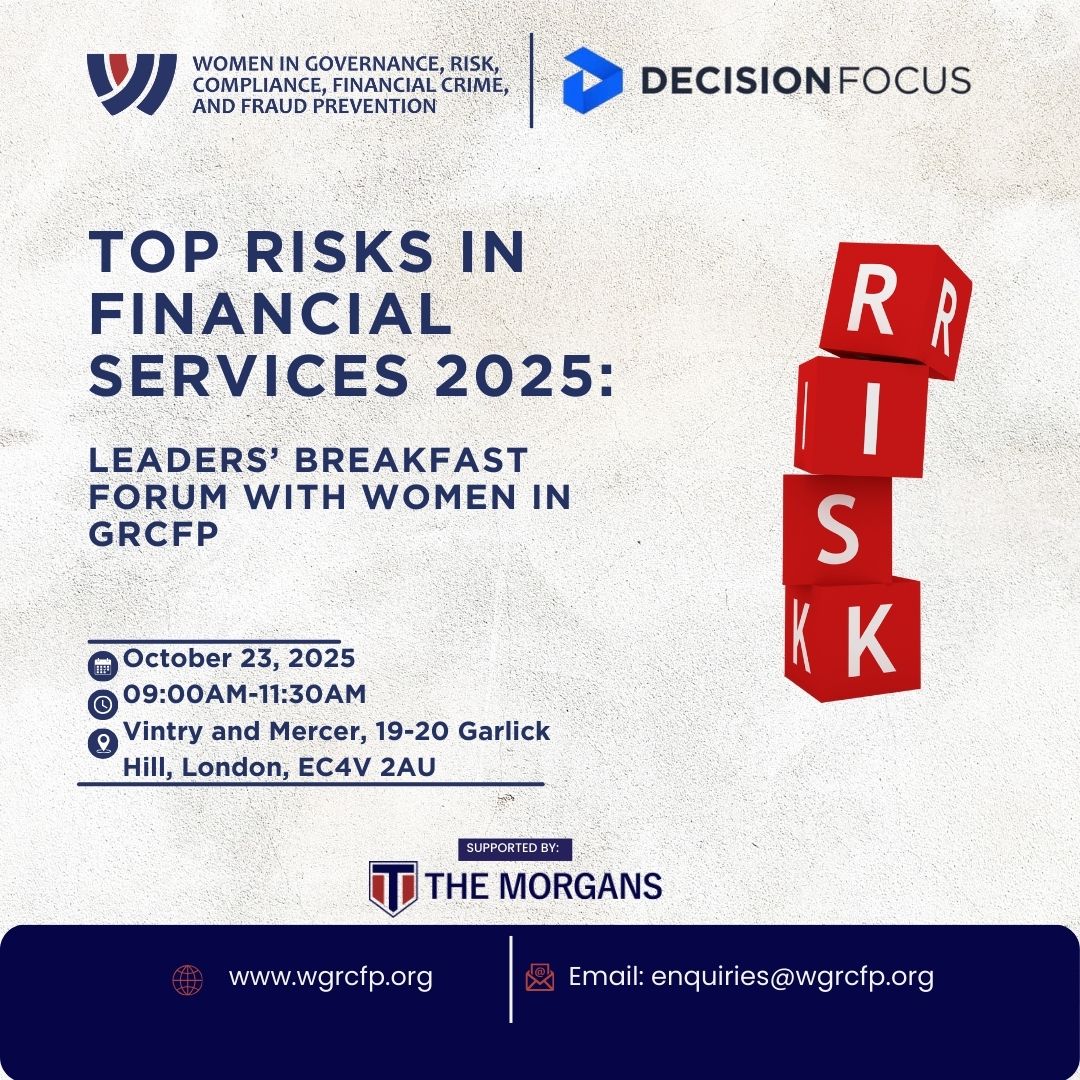 WOMEN IN GOVERNANCE, RISK,
COMPLIANCE, FINANCIAL CRIME,
AND FRAUD PREVENTION
DECISIONFOCUS
TOP RISKS IN
FINANCIAL
SERVICES 2025:
LEADERS’ BREAKFAST
FORUM WITH WOMEN IN
GRCFP
R R
I I
S
K K
October 23, 2025
09:00AM-11:30AM
Vintry and Mercer, 19-20 Garlick
Hill, London, EC4V 2AU
SUPPORTED BY:
THE MORGANS
www.wgrcfp.org
Email: enquiries@wgrcfp.org